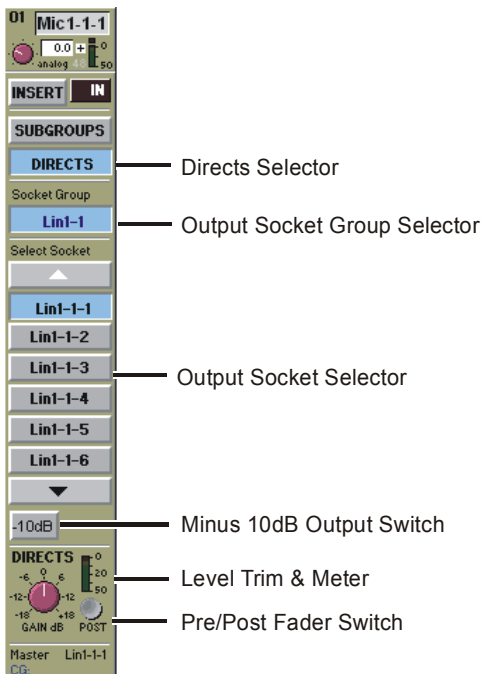 01 Mic1-1-1
0.0 + 0
analog 48 50
INSERT IN
SUBGROUPS
DIRECTS
Directs Selector
Socket Group
Lin1-1
Output Socket Group Selector
Select Socket
Lin1-1-1
Lin1-1-2
Lin1-1-3
Output Socket Selector
Lin1-1-4
Lin1-1-5
Lin1-1-6
-10dB
Minus 10dB Output Switch
DIRECTS 0
-6 0 6 20
Level Trim & Meter
-12 12 50
-18 +18
GAIN dB POST
Pre/Post Fader Switch
Master Lin1-1-1
CG: